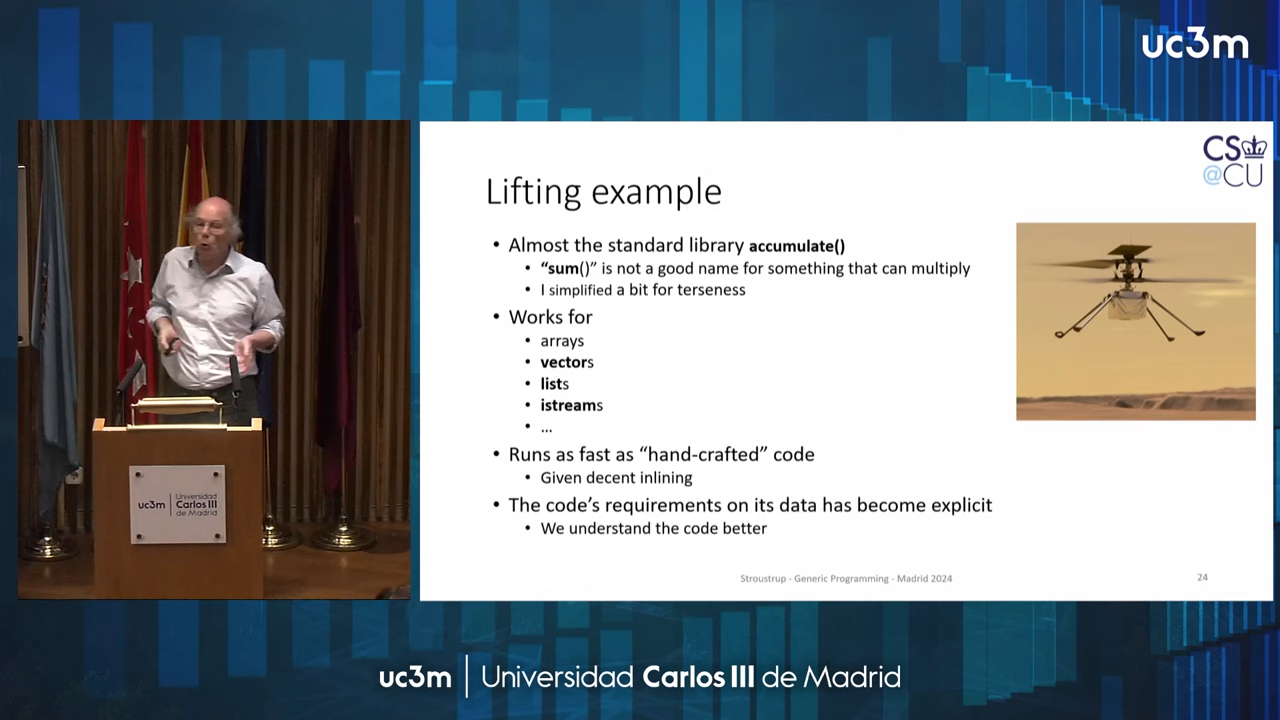 uc3m
CS
@CU
Lifting example
• Almost the standard library accumulate()
• “sum()” is not a good name for something that can multiply
• I simplified a bit for terseness
• Works for
• arrays
• vectors
• lists
• istreams
• ...
• Runs as fast as “hand-crafted” code
• Given decent inlining
• The code’s requirements on its data has become explicit
• We understand the code better
Stroustrup - Generic Programming - Madrid 2024
24
uc3m | Universidad
Carlos III
de Madrid
uc3m | Universidad Carlos III de Madrid